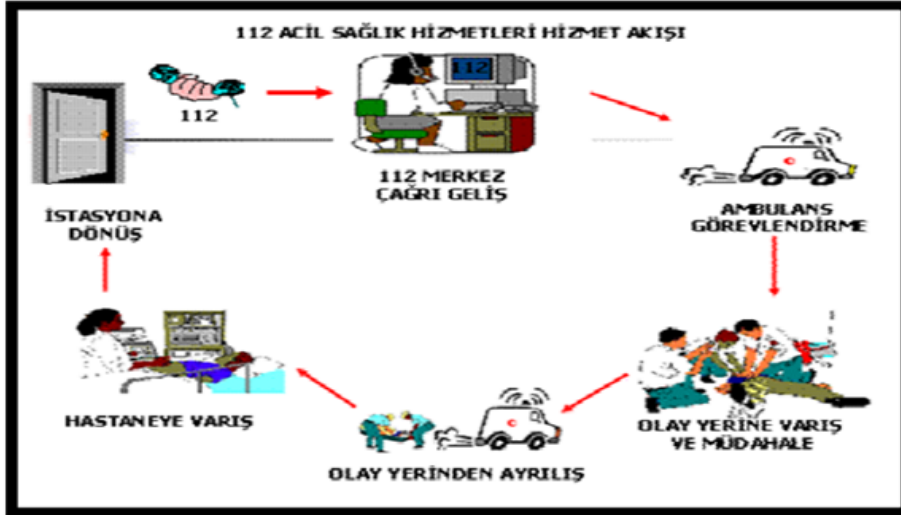 112 ACİL SAĞLIK HİZMETLERİ HİZMET AKIŞI
112
112
112 MERKEZ
ÇAĞRI GELİŞ
AMBULANS
GÖREVLENDİRME
OLAY YERİNE VARIŞ
VE MÜDAHALE
OLAY YERİNDEN AYRILIŞ
HASTANEYE VARIŞ
İSTASYONA
DÖNÜŞ